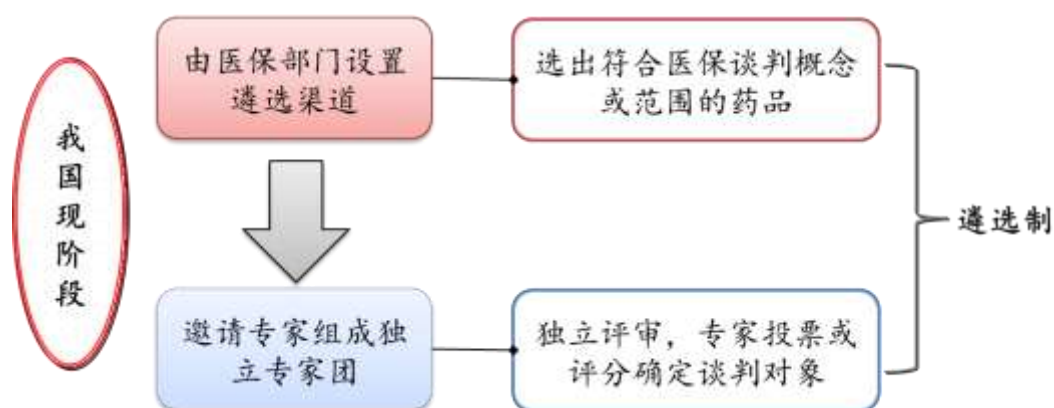 我国现阶段
由医保部门设置
遴选渠道
选出符合医保谈判概念
或范围的药品
邀请专家组成独
立专家团
独立评审，专家投票或
评分确定谈判对象
遴选制